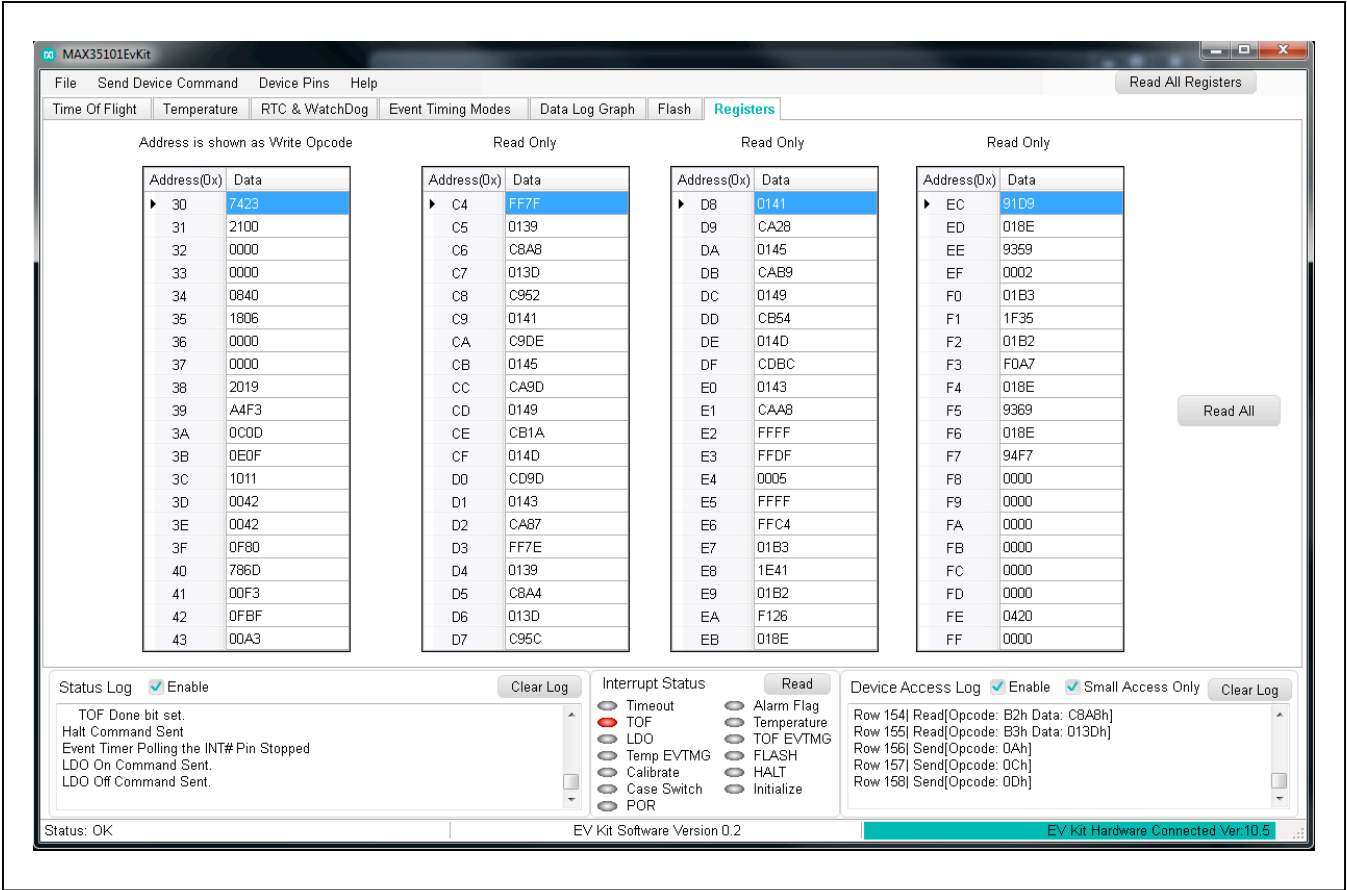 MAX35101EvKit
File Send Device Command Device Pins Help Read All Registers
Time Of Flight Temperature RTC & WatchDog Event Timing Modes Data Log Graph Flash Registers
Address is shown as Write Opcode Read Only Read Only Read Only
Address(0x) Data Address(0x) Data Address(0x) Data Address(0x) Data
30 7423 C4 FF7F D8 0141 EC 91D9
31 2100 C5 0139 D9 CA28 ED 018E
32 0000 C6 C8A8 DA 0145 EE 9359
33 0000 C7 013D DB CAB9 EF 0002
34 0840 C8 C952 DC 0149 F0 01B3
35 1806 C9 0141 DD CB54 F1 1F35
36 0000 CA C9DE DE 014D F2 01B2
37 0000 CB 0145 DF CDBC F3 F0A7
38 2019 CC CA9D E0 0143 F4 018E
39 A4F3 CD 0149 E1 CAA8 F5 9369
3A 0C0D CE CB1A E2 FFFF F6 018E
3B 0E0F CF 014D E3 FFDF F7 94F7
3C 1011 D0 CD9D E4 0005 F8 0000
3D 0042 D1 0143 E5 FFFF F9 0000
3E 0042 D2 CA87 E6 FFC4 FA 0000
3F 0F80 D3 FF7E E7 01B3 FB 0000
40 786D D4 0139 E8 1E41 FC 0000
41 00F3 D5 C8A4 E9 01B2 FD 0000
42 0FBF D6 013D EA F126 FE 0420
43 00A3 D7 C95C EB 018E FF 0000
Read All
Status Log Enable Clear Log
TOF Done bit set.
Halt Command Sent
Event Timer Polling the INT# Pin Stopped
LDO On Command Sent.
LDO Off Command Sent.
Interrupt Status Read
Timeout Alarm Flag
TOF Temperature
LDO TOF EVTMG
Temp EVTMG FLASH
Calibrate HALT
Case Switch Initialize
POR
Device Access Log Enable Small Access Only Clear Log
Row 154| Read[Opcode: B2h Data: C8A8h]
Row 155| Read[Opcode: B3h Data: 013Dh]
Row 156| Send[Opcode: 0Ah]
Row 157| Send[Opcode: 0Ch]
Row 158| Send[Opcode: 0Dh]
Status: OK EV Kit Software Version 0.2 EV Kit Hardware Connected Ver:10.5